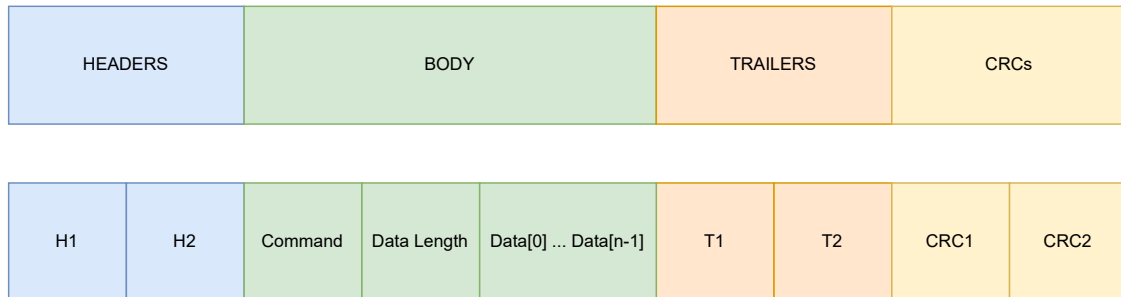 HEADERS BODY TRAILERS CRCs
H1 H2 Command Data Length Data[0] ... Data[n-1] T1 T2 CRC1 CRC2